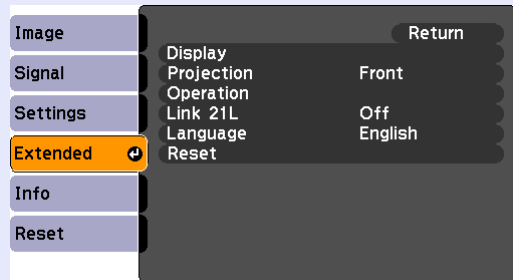 Image
Signal
Settings
Extended
Info
Reset
Return
Display
Projection Front
Operation
Link 21L Off
Language English
Reset